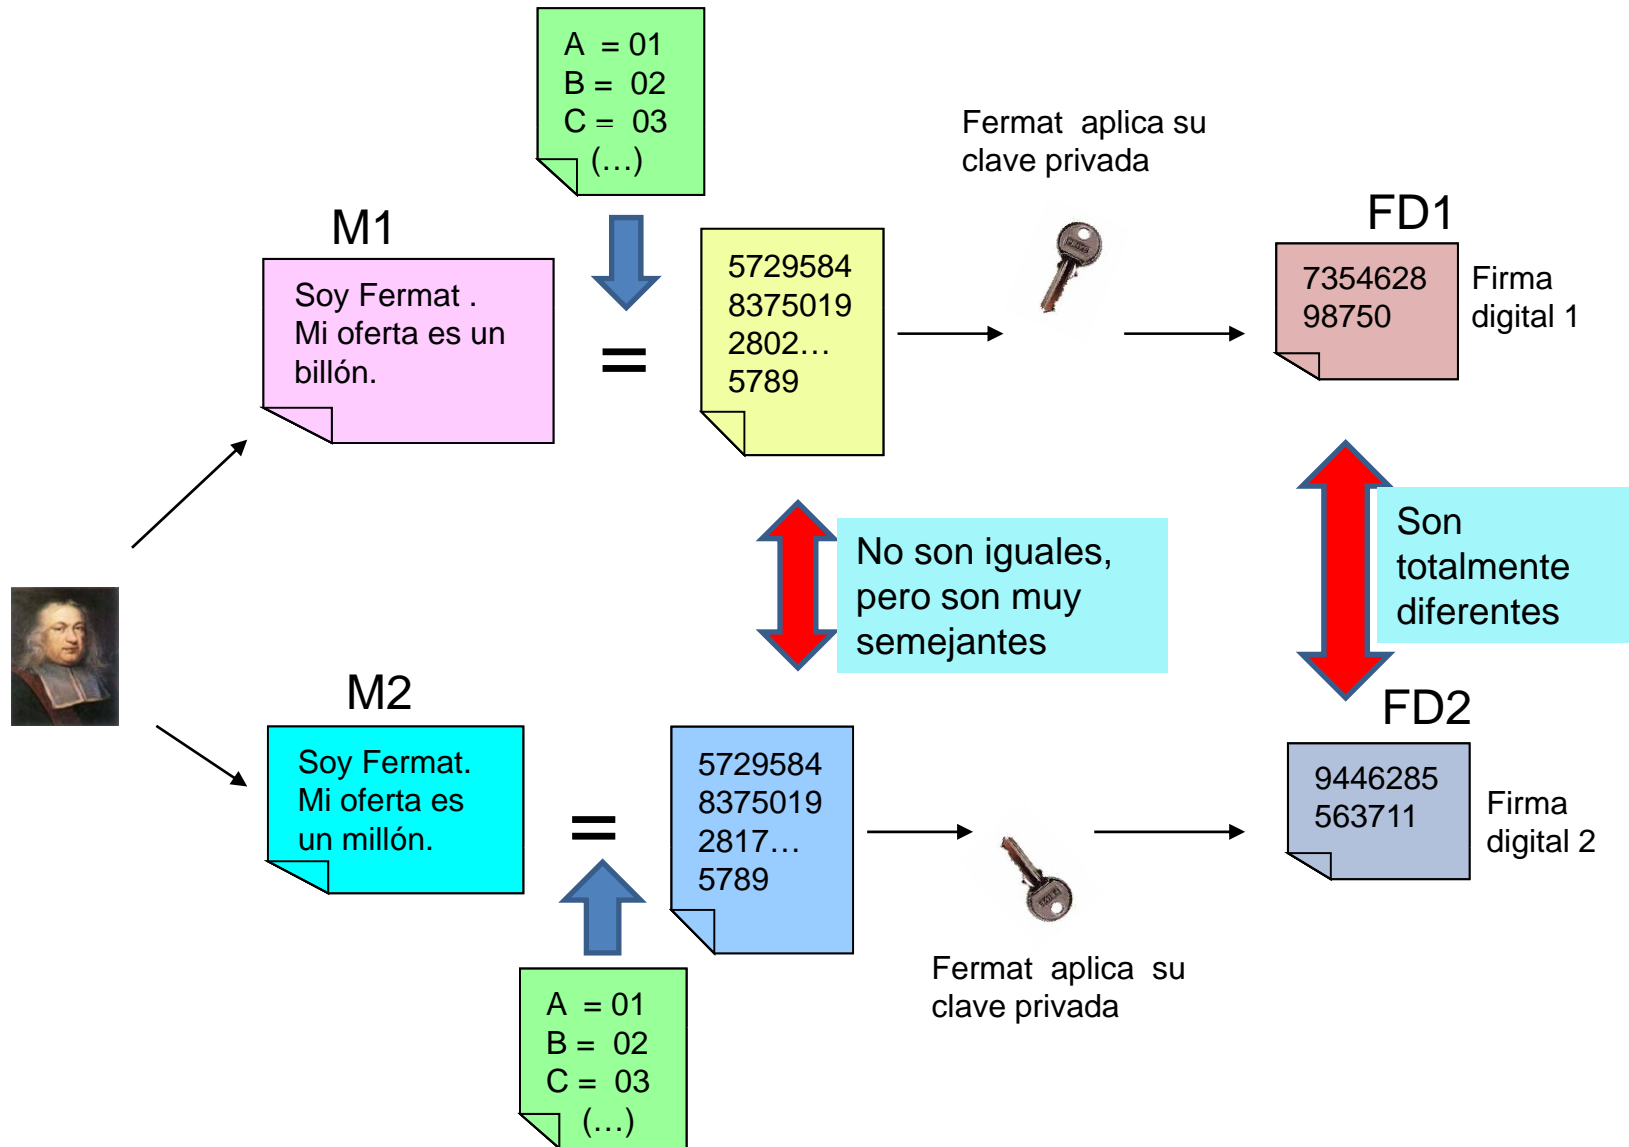 A = 01
B = 02
C = 03
(…)
Fermat aplica su
clave privada
M1
Soy Fermat .
Mi oferta es un
billón.
=
5729584
8375019
2802…
5789
FD1
7354628
98750
Firma
digital 1
No son iguales,
pero son muy
semejantes
Son
totalmente
diferentes
M2
Soy Fermat.
Mi oferta es
un millón.
=
5729584
8375019
2817…
5789
FD2
9446285
563711
Firma
digital 2
Fermat aplica su
clave privada
A = 01
B = 02
C = 03
(…)